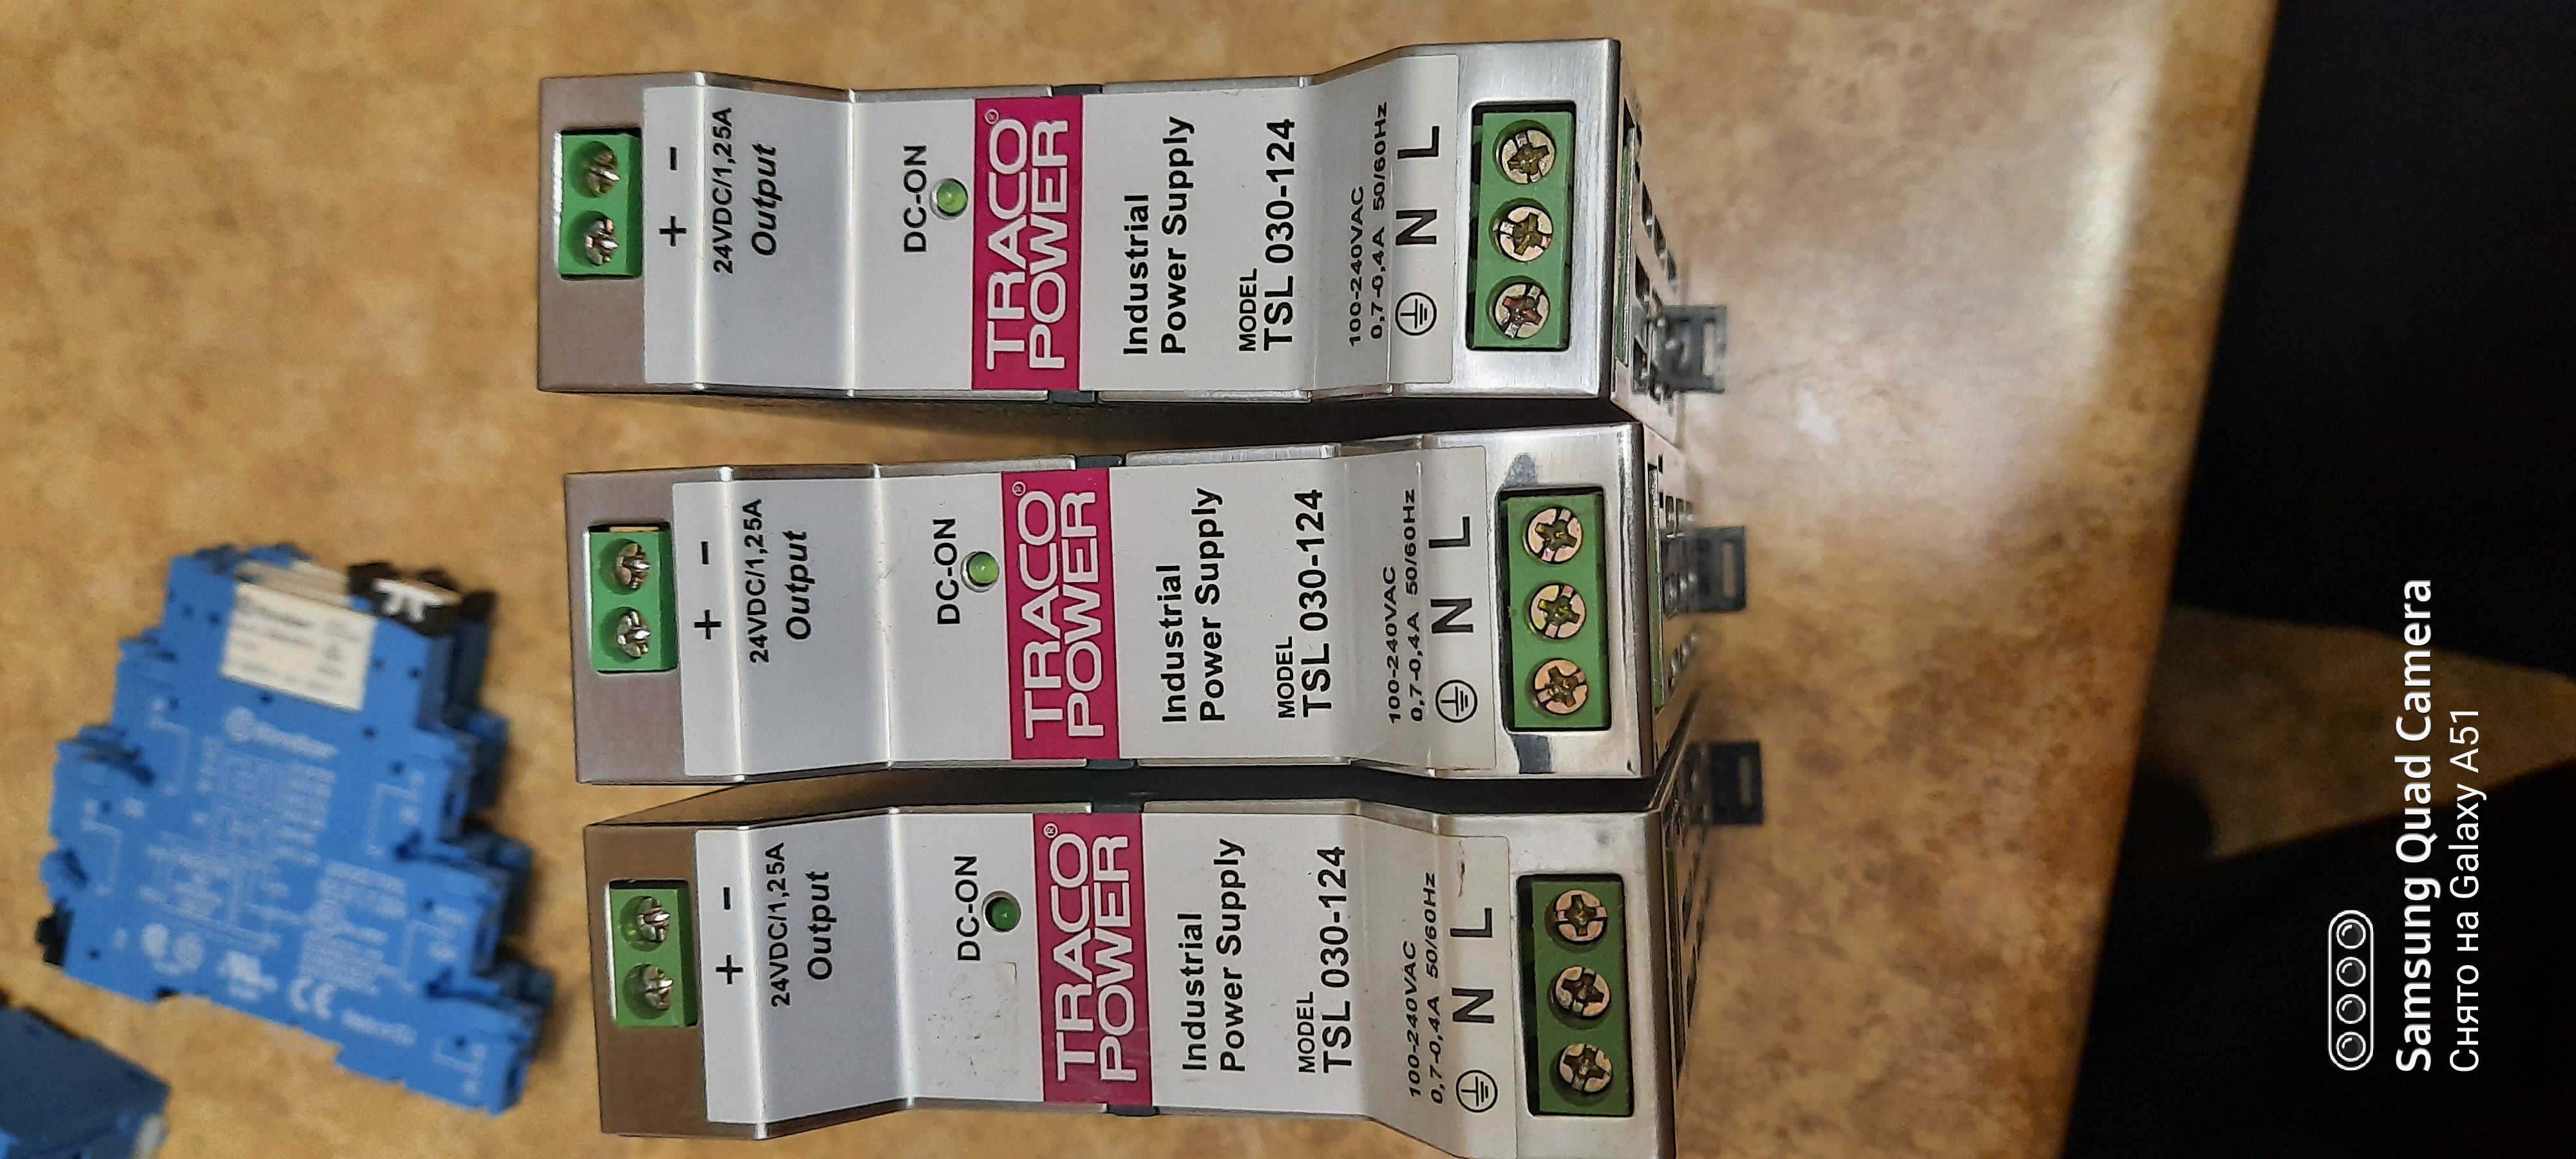 24VDC/1,25A
Output
+ -
DC-ON
TRACO®
POWER
Industrial
Power Supply
MODEL
TSL 030-124
100-240VAC
0,7-0,4A 50/60Hz
N L
+ -
24VDC/1,25A
Output
DC-ON
TRACO®
POWER
Industrial
Power Supply
MODEL
TSL 030-124
100-240VAC
0,7-0,4A 50/60Hz
N L
+ -
24VDC/1,25A
Output
DC-ON
TRACO®
POWER
Industrial
Power Supply
MODEL
TSL 030-124
100-240VAC
0,7-0,4A 50/60Hz
N L
finder
CE
Samsung Quad Camera
Снято на Galaxy A51